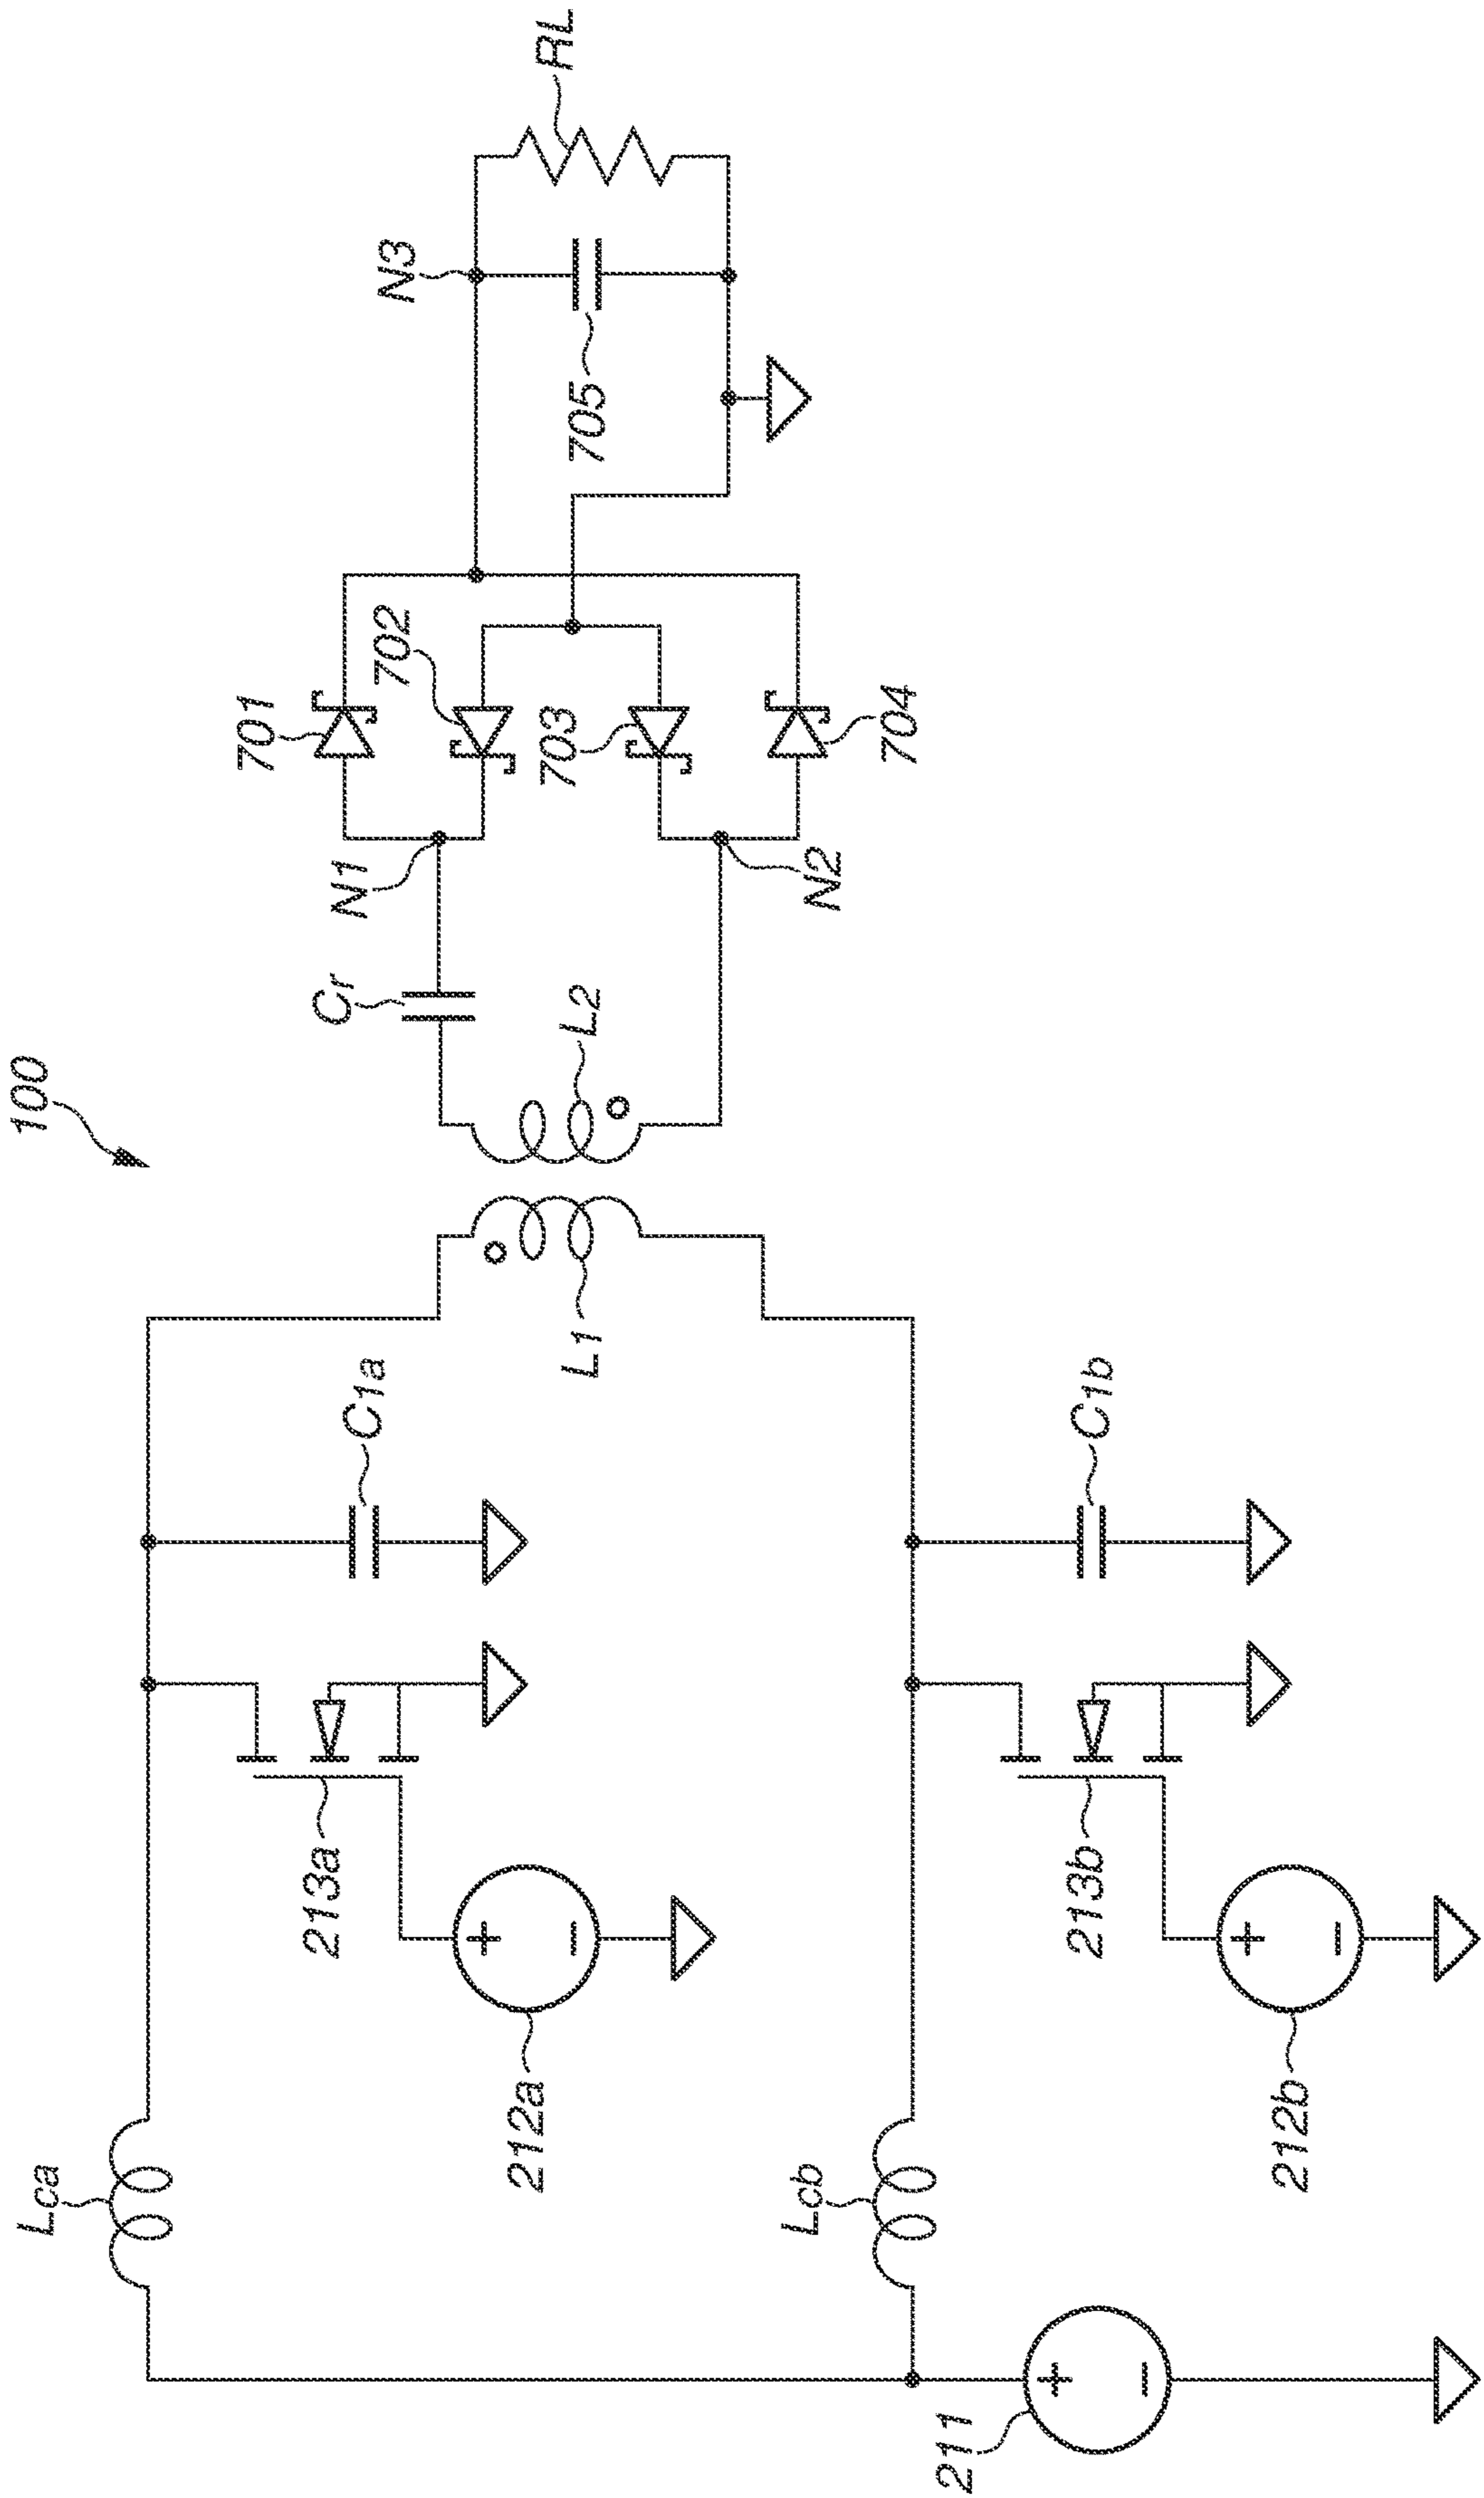 100
Lca
Lcb
211
212a
212b
213a
213b
C1a
C1b
L1
L2
Cr
N1
N2
701
702
703
704
N3
705
RL
+
−
+
−
+
−